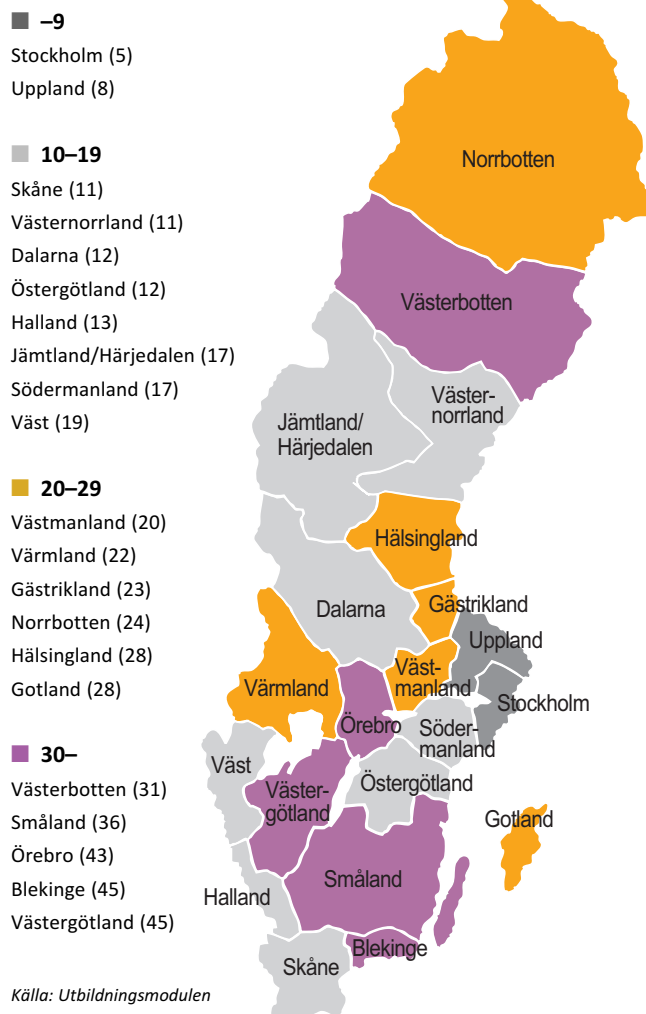 –9
Stockholm (5)
Uppland (8)
10–19
Skåne (11)
Västernorrland (11)
Dalarna (12)
Östergötland (12)
Halland (13)
Jämtland/Härjedalen (17)
Södermanland (17)
Väst (19)
20–29
Västmanland (20)
Värmland (22)
Gästrikland (23)
Norrbotten (24)
Hälsingland (28)
Gotland (28)
30–
Västerbotten (31)
Småland (36)
Örebro (43)
Blekinge (45)
Västergötland (45)
Källa: Utbildningsmodulen
Norrbotten
Västerbotten
Väster-
norrland
Jämtland/
Härjedalen
Hälsingland
Gästrikland
Dalarna
Uppland
Väst-
manland
Värmland
Stockholm
Örebro
Söder-
manland
Väst
Östergötland
Väster-
götland
Gotland
Småland
Halland
Blekinge
Skåne